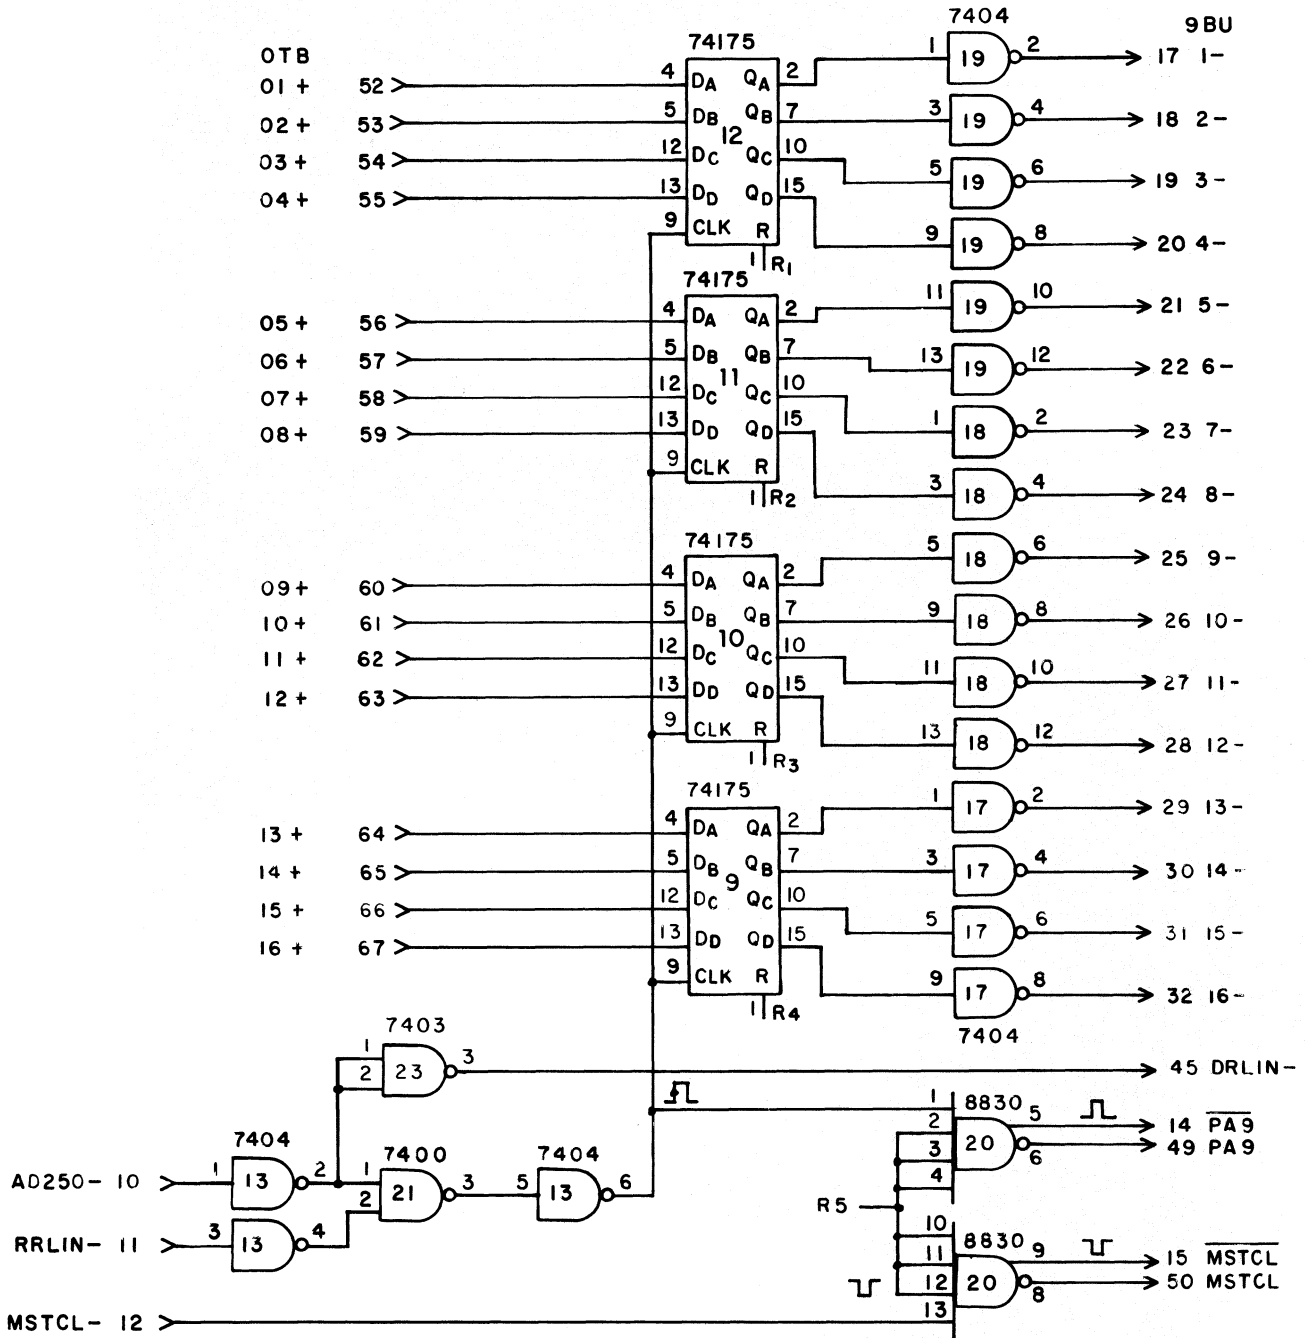 7404
9BU
OTB
74175
01+ 52 4 DA QA 2 1 19 2 17 1-
02+ 53 5 DB QB 7 3 19 4 18 2-
12
03+ 54 12 DC QC 10 5 19 6 19 3-
04+ 55 13 DD QD 15 9 19 8 20 4-
9 CLK R
1 R1
74175
05+ 56 4 DA QA 2 11 19 10 21 5-
06+ 57 5 DB QB 7 13 19 12 22 6-
11
07+ 58 12 DC QC 10 1 18 2 23 7-
08+ 59 13 DD QD 15 3 18 4 24 8-
9 CLK R
1 R2
74175
09+ 60 4 DA QA 2 5 18 6 25 9-
10+ 61 5 DB QB 7 9 18 8 26 10-
10
11+ 62 12 DC QC 10 11 18 10 27 11-
12+ 63 13 DD QD 15 13 18 12 28 12-
9 CLK R
1 R3
74175
13+ 64 4 DA QA 2 1 17 2 29 13-
14+ 65 5 DB QB 7 3 17 4 30 14-
9
15+ 66 12 DC QC 10 5 17 6 31 15-
16+ 67 13 DD QD 15 9 17 8 32 16-
9 CLK R
1 R4
7404
7403
1 2 23 3 45 DRLIN-
1 8830 5 14 PA9
2 3 4 20 6 49 PA9
7404 7400 7404
AD250- 10 1 13 2 1 2 21 3 5 13 6
R5
RRLIN- 11 3 13 4
10 8830
11 9 15 MSTCL
12 20 8 50 MSTCL
MSTCL- 12 13